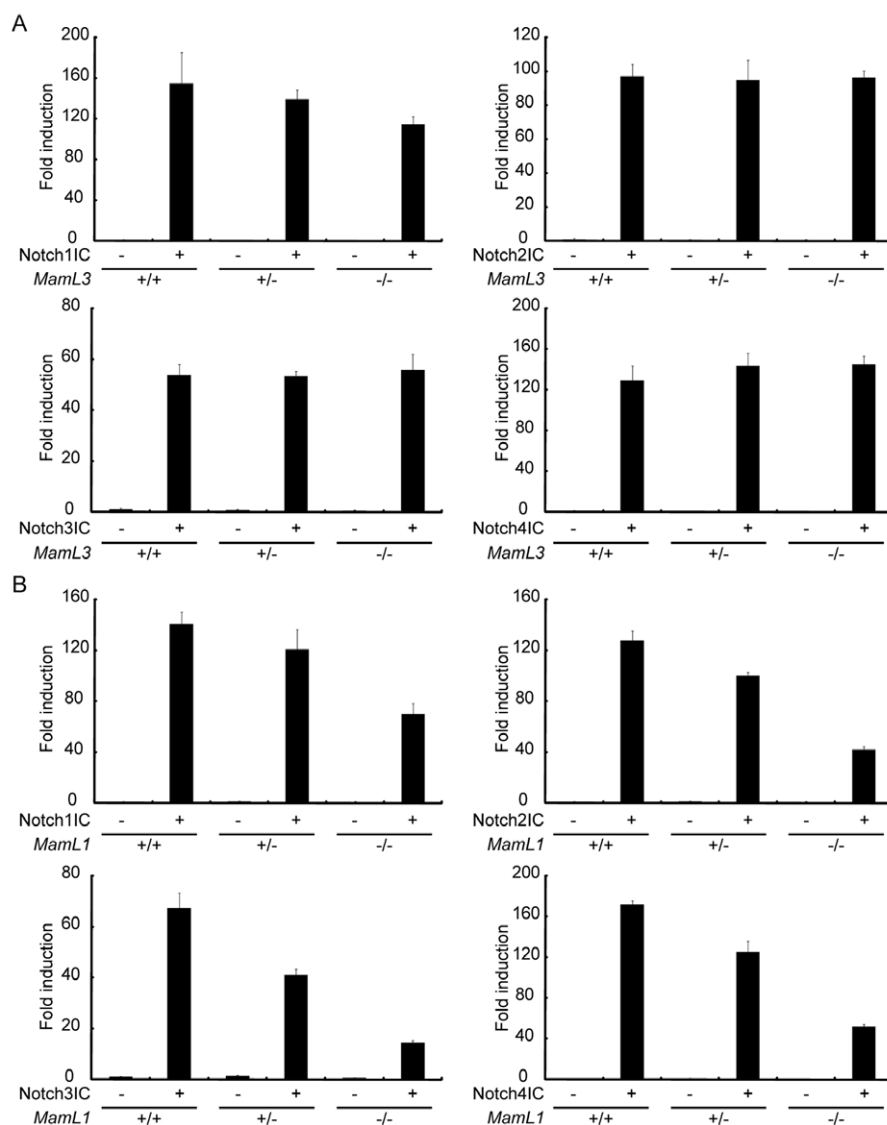 A
Fold induction
200
160
120
80
40
0
Notch1IC - + - + - +
MamL3 +/+ +/- -/-
Fold induction
120
100
80
60
40
20
0
Notch2IC - + - + - +
MamL3 +/+ +/- -/-
Fold induction
80
60
40
20
0
Notch3IC - + - + - +
MamL3 +/+ +/- -/-
Fold induction
200
160
120
80
40
0
Notch4IC - + - + - +
MamL3 +/+ +/- -/-
B
Fold induction
160
120
80
40
0
Notch1IC - + - + - +
MamL1 +/+ +/- -/-
Fold induction
160
120
80
40
0
Notch2IC - + - + - +
MamL1 +/+ +/- -/-
Fold induction
80
60
40
20
0
Notch3IC - + - + - +
MamL1 +/+ +/- -/-
Fold induction
200
160
120
80
40
0
Notch4IC - + - + - +
MamL1 +/+ +/- -/-